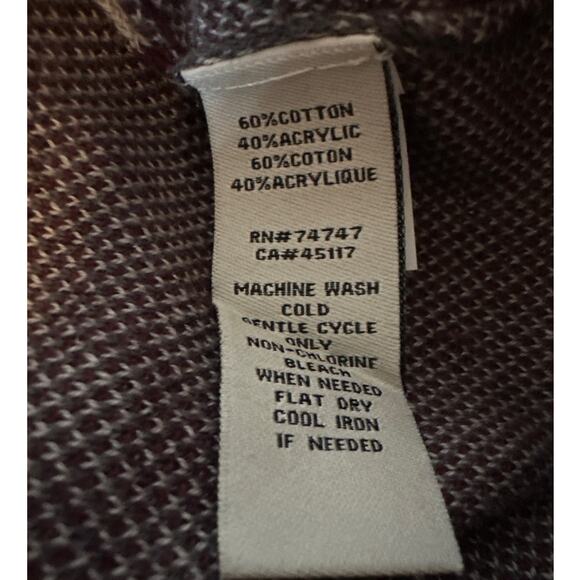 60%COTTON
40%ACRYLIC
60%COTON
40%ACRYLIQUE
RN#74747
CA#45117
MACHINE WASH
COLD
GENTLE CYCLE
ONLY
NON-CHLORINE
BLEACH
WHEN NEEDED
FLAT DRY
COOL IRON
IF NEEDED